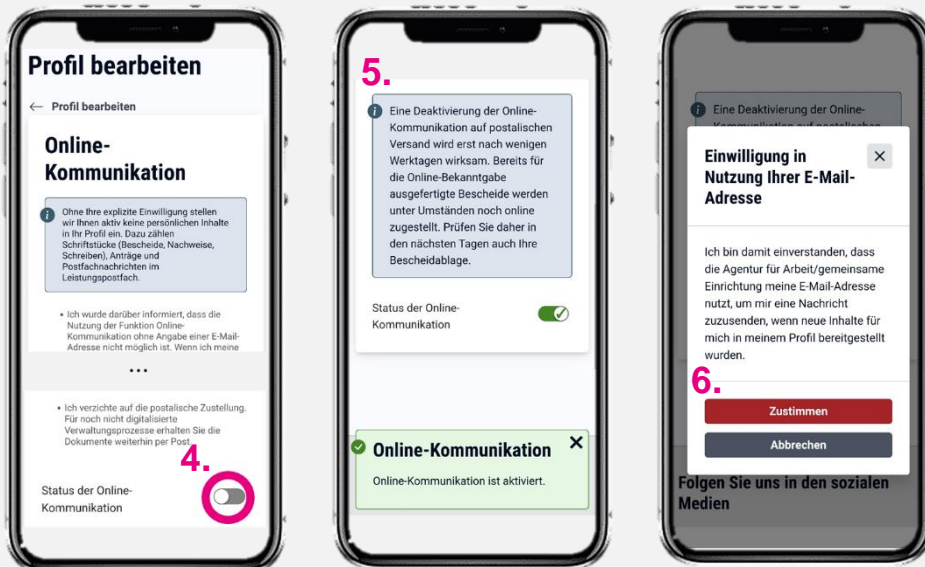 Profil bearbeiten
← Profil bearbeiten
Online-
Kommunikation
Ohne Ihre explizite Einwilligung stellen
wir Ihnen aktiv keine persönlichen Inhalte
in Ihr Profil ein. Dazu zählen
Schriftstücke (Bescheide, Nachweise,
Schreiben), Anträge und
Postfachnachrichten im
Leistungspostfach.
• Ich wurde darüber informiert, dass die
Nutzung der Funktion Online-
Kommunikation ohne Angabe einer E-Mail-
Adresse nicht möglich ist. Wenn ich meine
...
• Ich verzichte auf die postalische Zustellung.
Für noch nicht digitalisierte
Verwaltungsprozesse erhalten Sie die
Dokumente weiterhin per Post.
4.
Status der Online-
Kommunikation
5.
Eine Deaktivierung der Online-
Kommunikation auf postalischen
Versand wird erst nach wenigen
Werktagen wirksam. Bereits für
die Online-Bekanntgabe
ausgefertigte Bescheide werden
unter Umständen noch online
zugestellt. Prüfen Sie daher in
den nächsten Tagen auch Ihre
Bescheidablage.
Status der Online-
Kommunikation
Online-Kommunikation
Online-Kommunikation ist aktiviert.
Eine Deaktivierung der Online-
Kommunikation auf postalischen
Einwilligung in
Nutzung Ihrer E-Mail-
Adresse
Ich bin damit einverstanden, dass
die Agentur für Arbeit/gemeinsame
Einrichtung meine E-Mail-Adresse
nutzt, um mir eine Nachricht
zuzusenden, wenn neue Inhalte für
mich in meinem Profil bereitgestellt
wurden.
6.
Zustimmen
Abbrechen
Folgen Sie uns in den sozialen
Medien